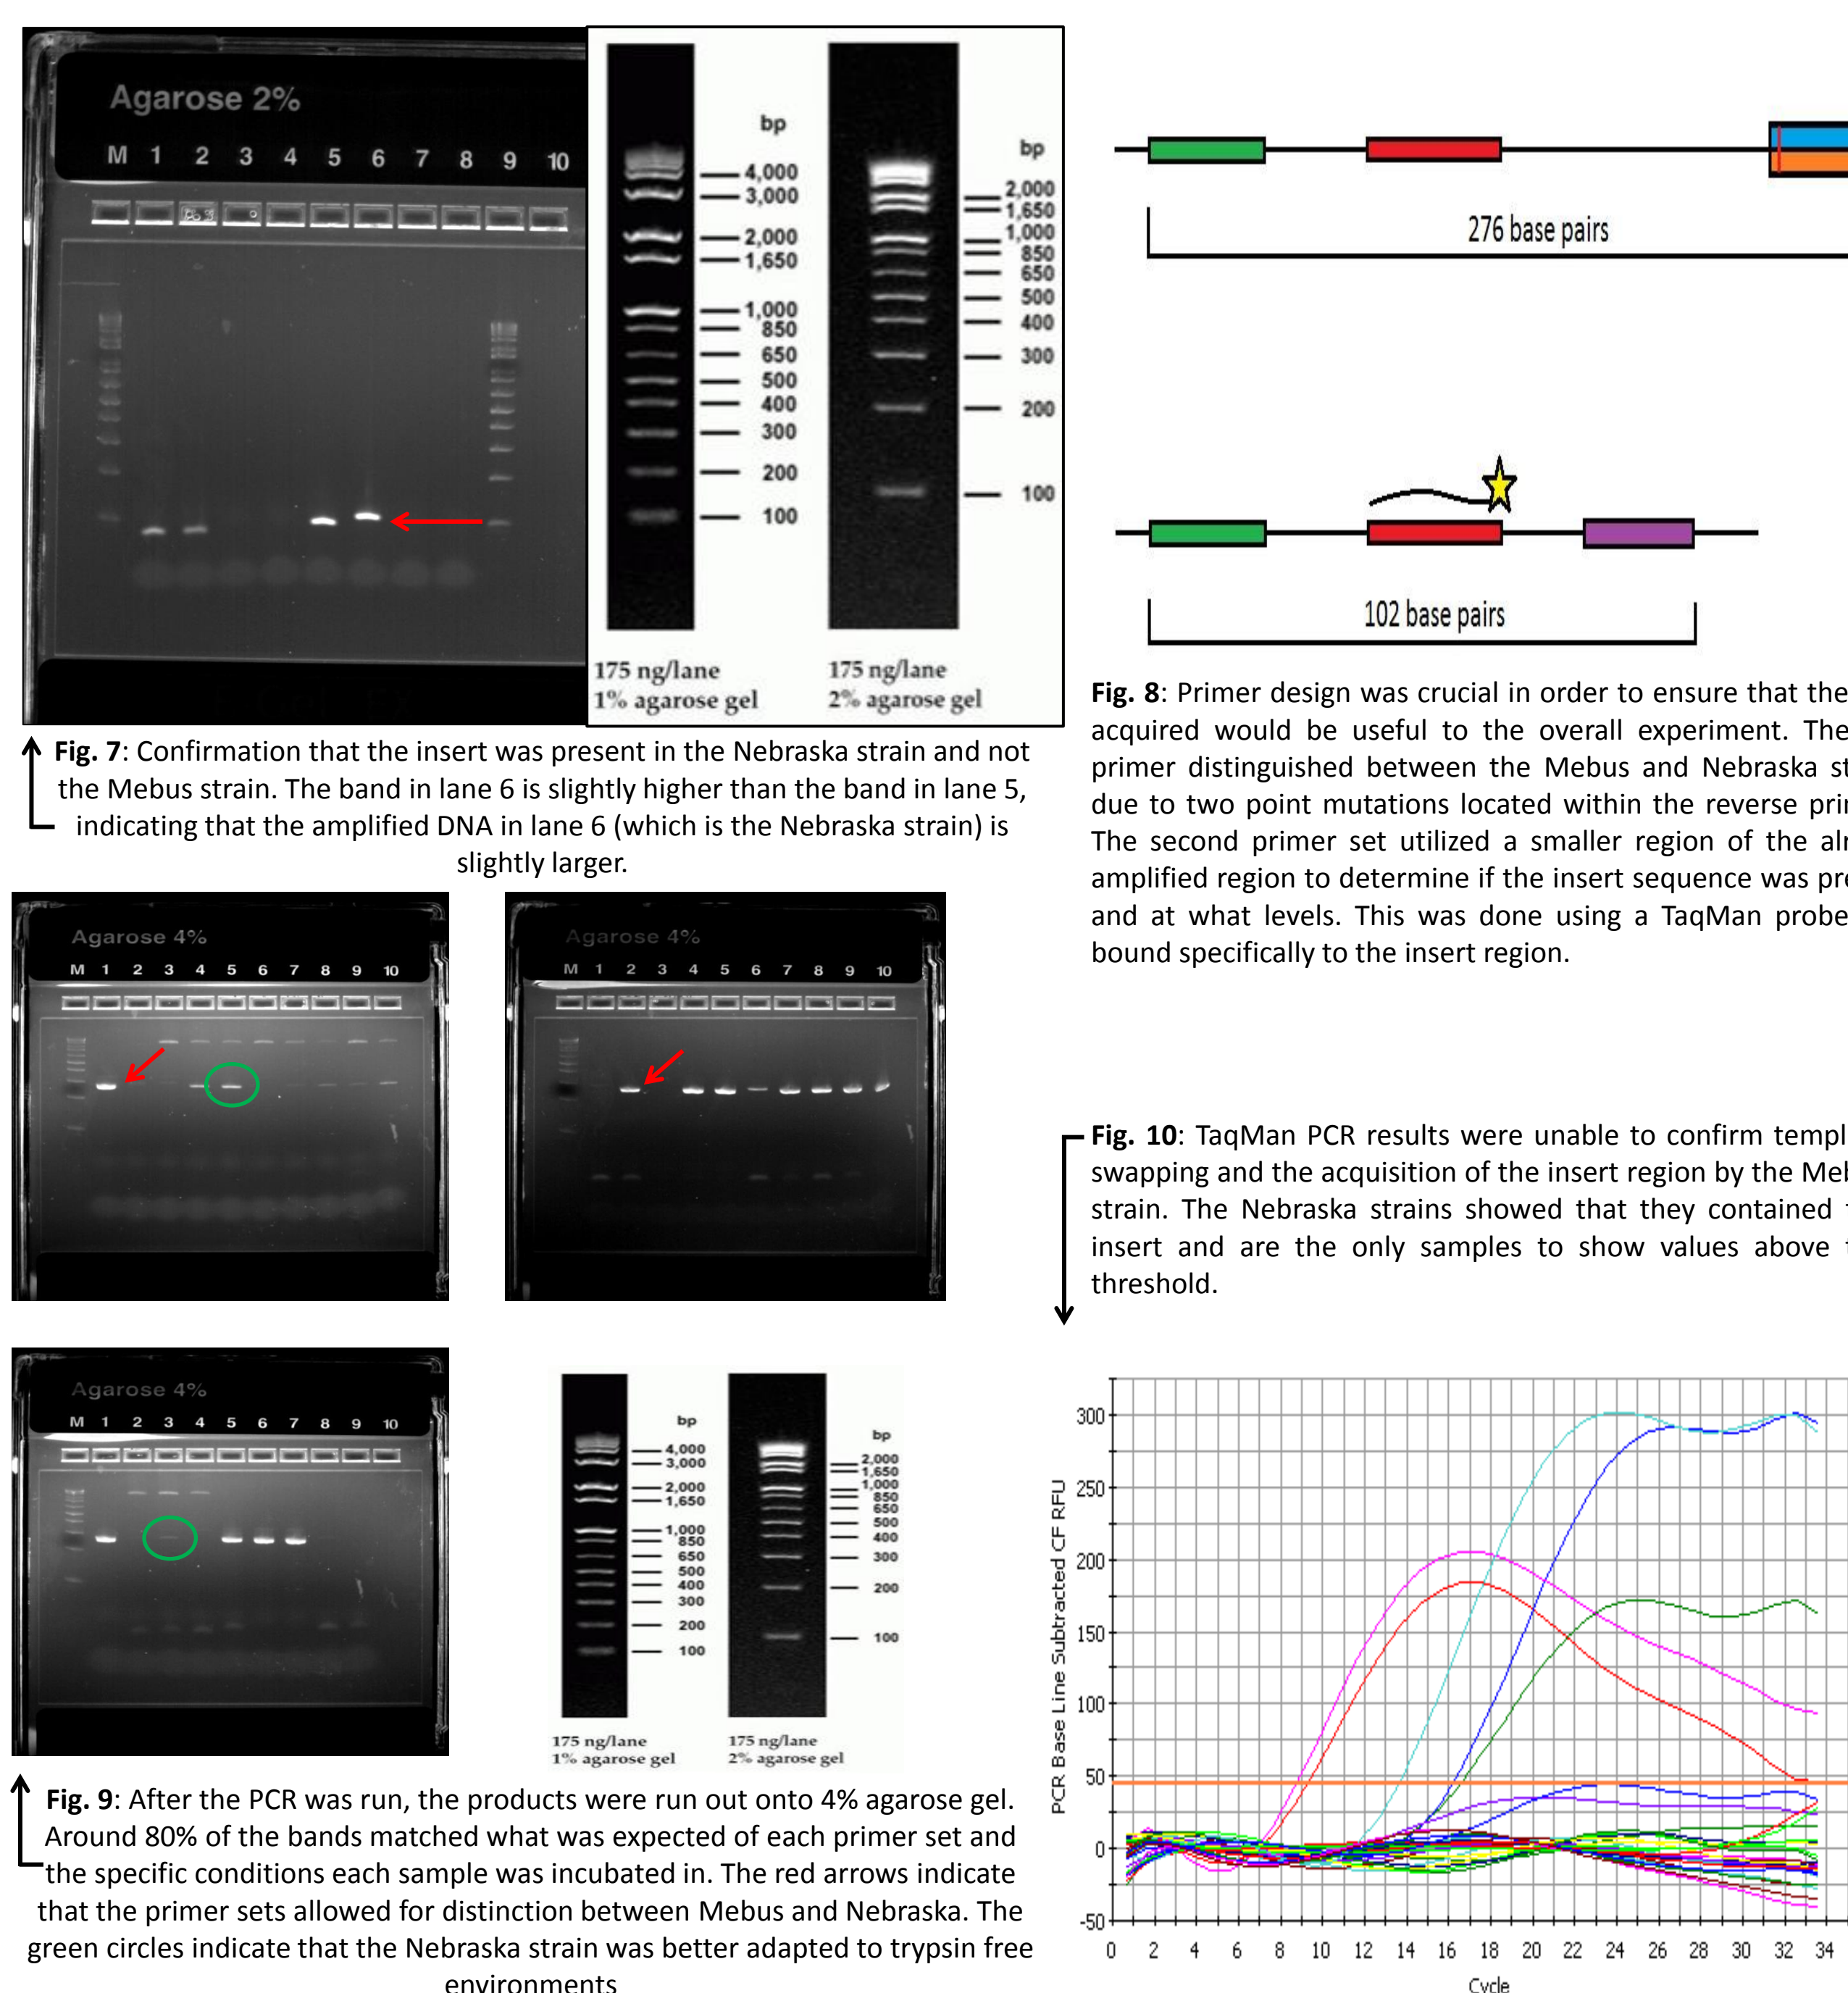 Agarose 2%
M 1 2 3 4 5 6 7 8 9 10
bp
4,000
3,000
2,000
1,650
1,000
850
650
500
400
300
200
100
175 ng/lane
1% agarose gel
bp
2,000
1,650
1,000
850
650
500
400
300
200
100
175 ng/lane
2% agarose gel
Fig. 7: Confirmation that the insert was present in the Nebraska strain and not
the Mebus strain. The band in lane 6 is slightly higher than the band in lane 5,
indicating that the amplified DNA in lane 6 (which is the Nebraska strain) is
slightly larger.
276 base pairs
102 base pairs
Fig. 8: Primer design was crucial in order to ensure that the
acquired would be useful to the overall experiment. The
primer distinguished between the Mebus and Nebraska st
due to two point mutations located within the reverse prin
The second primer set utilized a smaller region of the alr
amplified region to determine if the insert sequence was pre
and at what levels. This was done using a TaqMan probe
bound specifically to the insert region.
Agarose 4%
M 1 2 3 4 5 6 7 8 9 10
Agarose 4%
M 1 2 3 4 5 6 7 8 9 10
Agarose 4%
M 1 2 3 4 5 6 7 8 9 10
bp
4,000
3,000
2,000
1,650
1,000
850
650
500
400
300
200
100
175 ng/lane
1% agarose gel
bp
2,000
1,650
1,000
850
650
500
400
300
200
100
175 ng/lane
2% agarose gel
Fig. 9: After the PCR was run, the products were run out onto 4% agarose gel.
Around 80% of the bands matched what was expected of each primer set and
the specific conditions each sample was incubated in. The red arrows indicate
that the primer sets allowed for distinction between Mebus and Nebraska. The
green circles indicate that the Nebraska strain was better adapted to trypsin free
environments
Fig. 10: TaqMan PCR results were unable to confirm templ
swapping and the acquisition of the insert region by the Meb
strain. The Nebraska strains showed that they contained t
insert and are the only samples to show values above t
threshold.
PCR Base Line Subtracted CF RFU
300
250
200
150
100
50
0
-50
0 2 4 6 8 10 12 14 16 18 20 22 24 26 28 30 32 34
Cycle